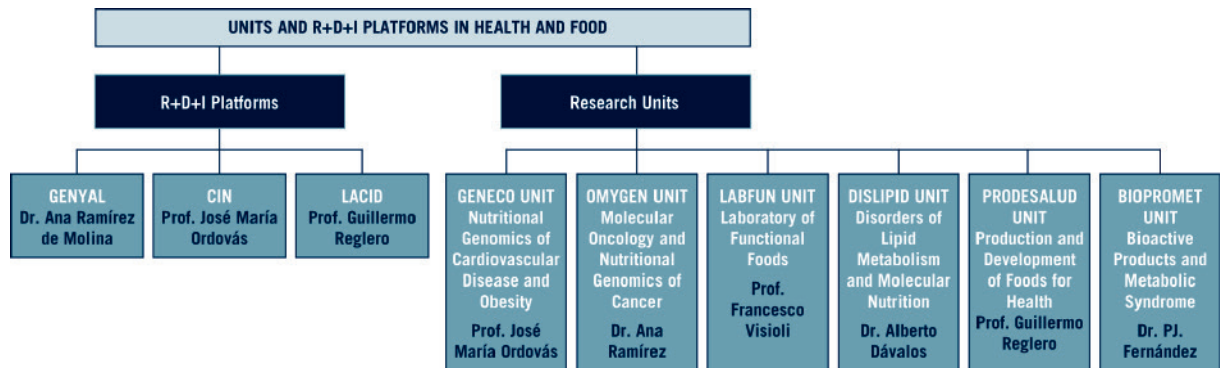 UNITS AND R+D+I PLATFORMS IN HEALTH AND FOOD
R+D+I Platforms
Research Units
GENYAL
Dr. Ana Ramírez
de Molina
CIN
Prof. José María
Ordovás
LACID
Prof. Guillermo
Reglero
GENECO UNIT
Nutritional
Genomics of
Cardiovascular
Disease and
Obesity
Prof. José
María Ordovás
OMYGEN UNIT
Molecular
Oncology and
Nutritional
Genomics of
Cancer
Dr. Ana
Ramírez
LABFUN UNIT
Laboratory of
Functional
Foods
Prof.
Francesco
Visioli
DISLIPID UNIT
Disorders of
Lipid
Metabolism
and Molecular
Nutrition
Dr. Alberto
Dávalos
PRODESALUD
UNIT
Production and
Development
of Foods for
Health
Prof. Guillermo
Reglero
BIOPROMET
UNIT
Bioactive
Products and
Metabolic
Syndrome
Dr. PJ.
Fernández